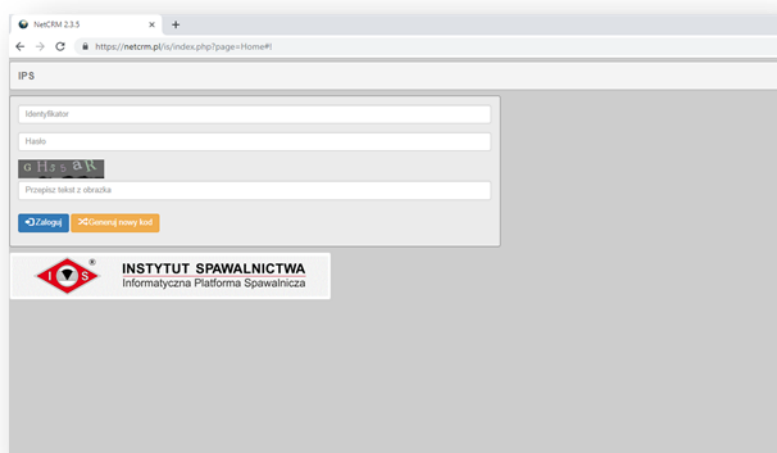 NetCRM 2.3.5
https://netcrm.pl/is/index.php?page=Home#!
IPS
Identyfikator
Hasło
Przepisz tekst z obrazka
Zaloguj Generuj nowy kod
INSTYTUT SPAWALNICTWA
Informatyczna Platforma Spawalnicza
I S
®